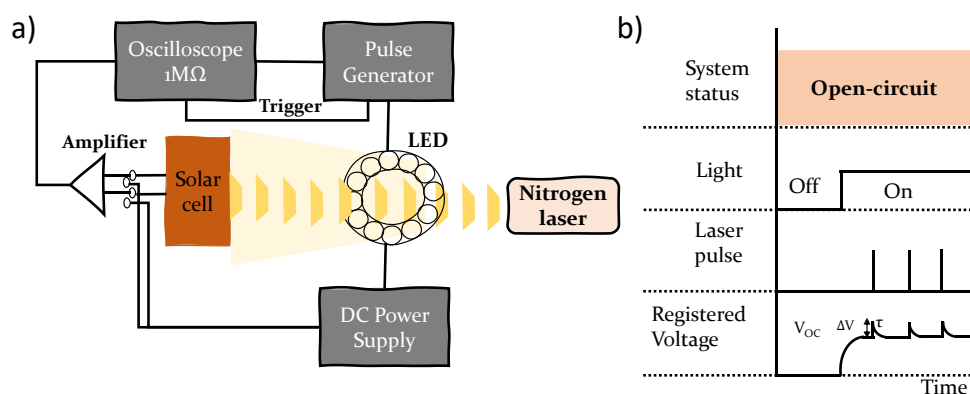 a)
Oscilloscope
1MΩ
Pulse
Generator
Trigger
Amplifier
LED
Solar
cell
Nitrogen
laser
DC Power
Supply
b)
System
status
Open-circuit
Light
Off
On
Laser
pulse
Registered
Voltage
VOC
ΔV
τ
Time